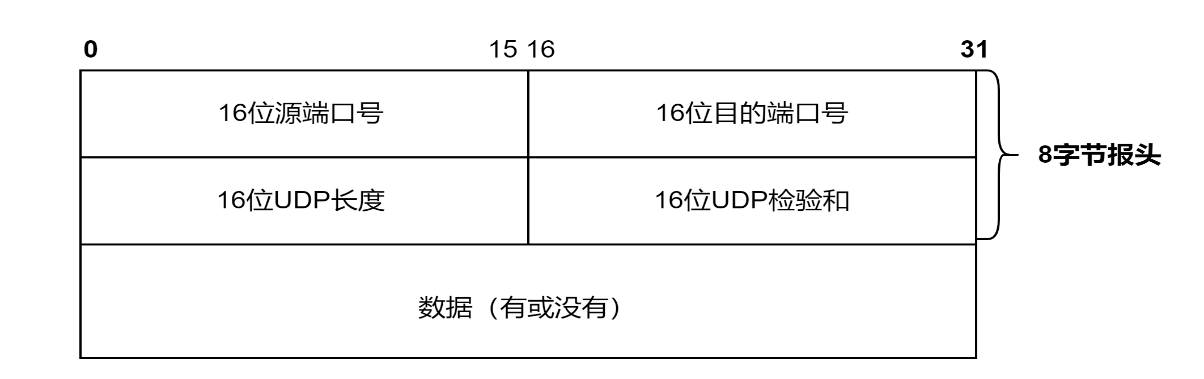 0 15 16 31
16位源端口号 16位目的端口号
8字节报头
16位UDP长度 16位UDP检验和
数据（有或没有）